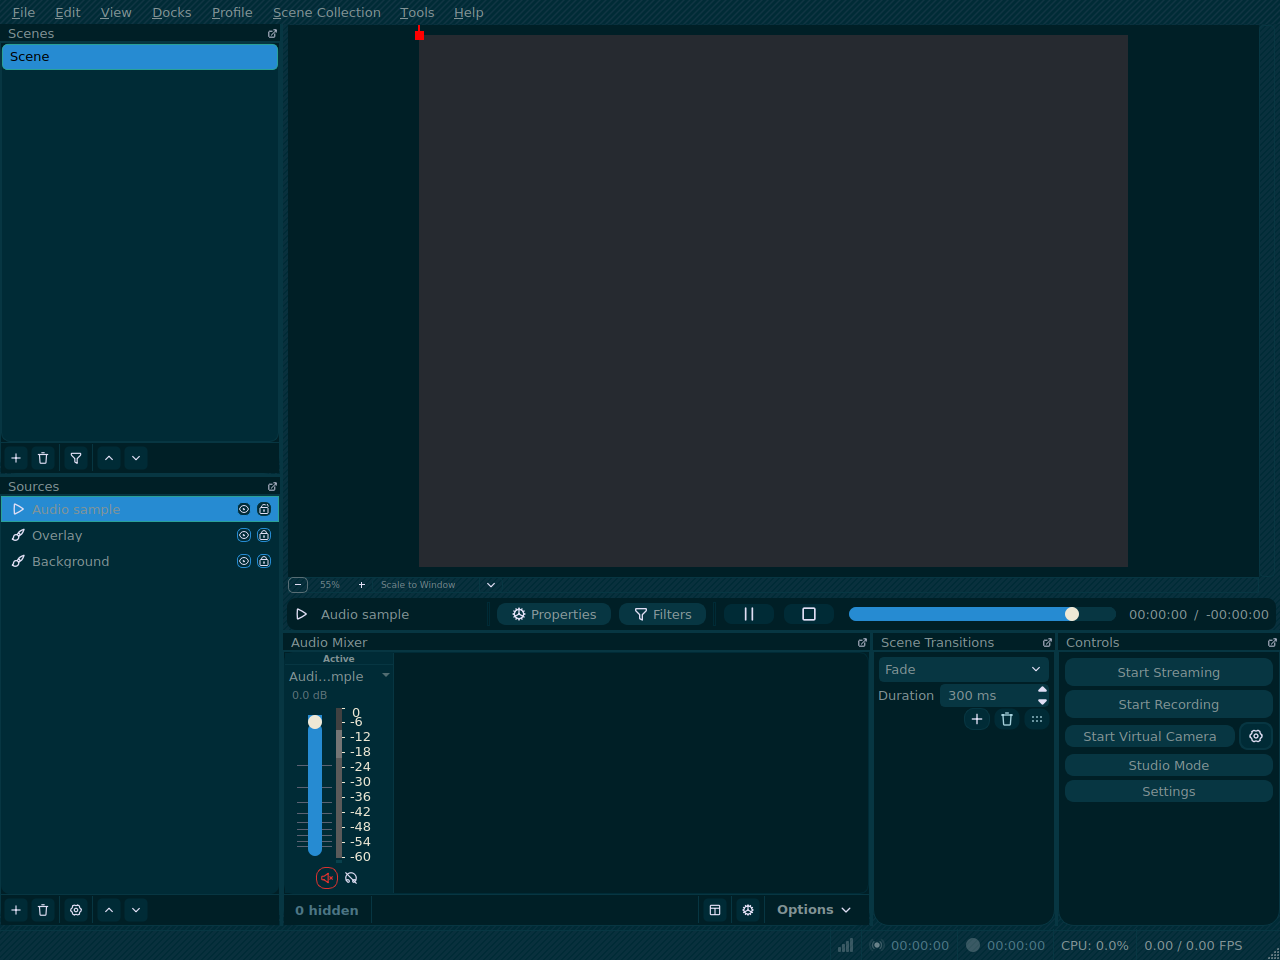 File Edit View Docks Profile Scene Collection Tools Help
Scenes
Scene
Sources
Audio sample
Overlay
Background
55% Scale to Window
Audio sample Properties Filters 00:00:00 / -00:00:00
Audio Mixer
Active
Audi...mple
0.0 dB
0
-6
-12
-18
-24
-30
-36
-42
-48
-54
-60
0 hidden Options
Scene Transitions
Fade
Duration 300 ms
Controls
Start Streaming
Start Recording
Start Virtual Camera
Studio Mode
Settings
00:00:00 00:00:00 CPU: 0.0% 0.00 / 0.00 FPS